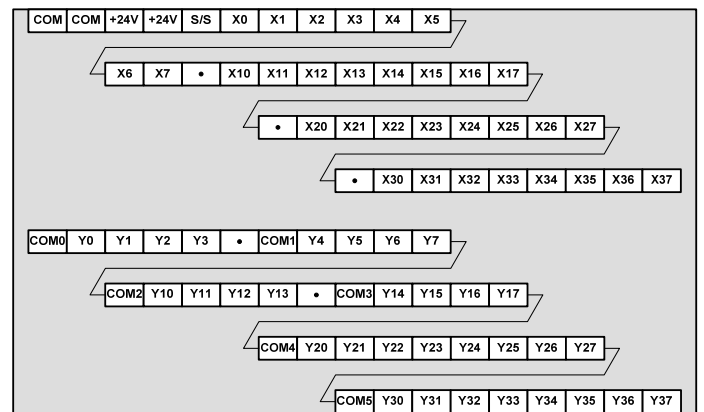 COM COM +24V +24V S/S X0 X1 X2 X3 X4 X5
X6 X7 • X10 X11 X12 X13 X14 X15 X16 X17
• X20 X21 X22 X23 X24 X25 X26 X27
• X30 X31 X32 X33 X34 X35 X36 X37
COM0 Y0 Y1 Y2 Y3 • COM1 Y4 Y5 Y6 Y7
COM2 Y10 Y11 Y12 Y13 • COM3 Y14 Y15 Y16 Y17
COM4 Y20 Y21 Y22 Y23 Y24 Y25 Y26 Y27
COM5 Y30 Y31 Y32 Y33 Y34 Y35 Y36 Y37